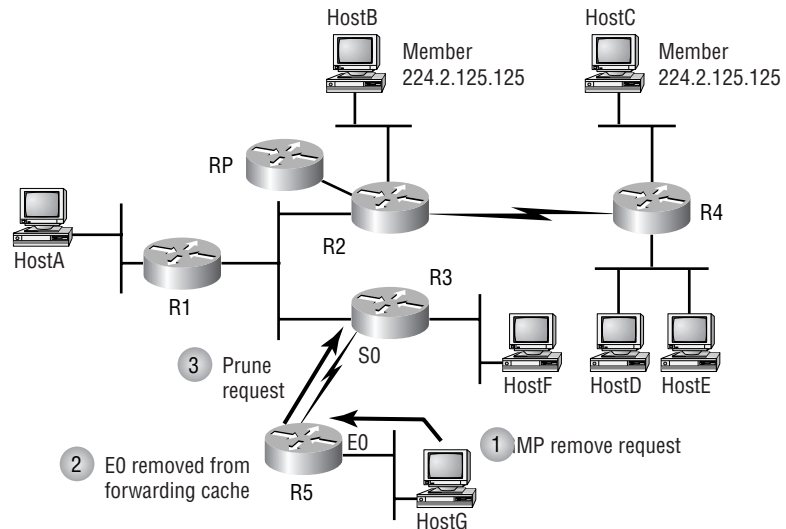 HostB
Member
224.2.125.125
HostC
Member
224.2.125.125
RP
R4
HostA
R2
R1
R3
S0
3 Prune
request
HostF
HostD
HostE
1 MP remove request
E0
2 E0 removed from
forwarding cache
R5
HostG